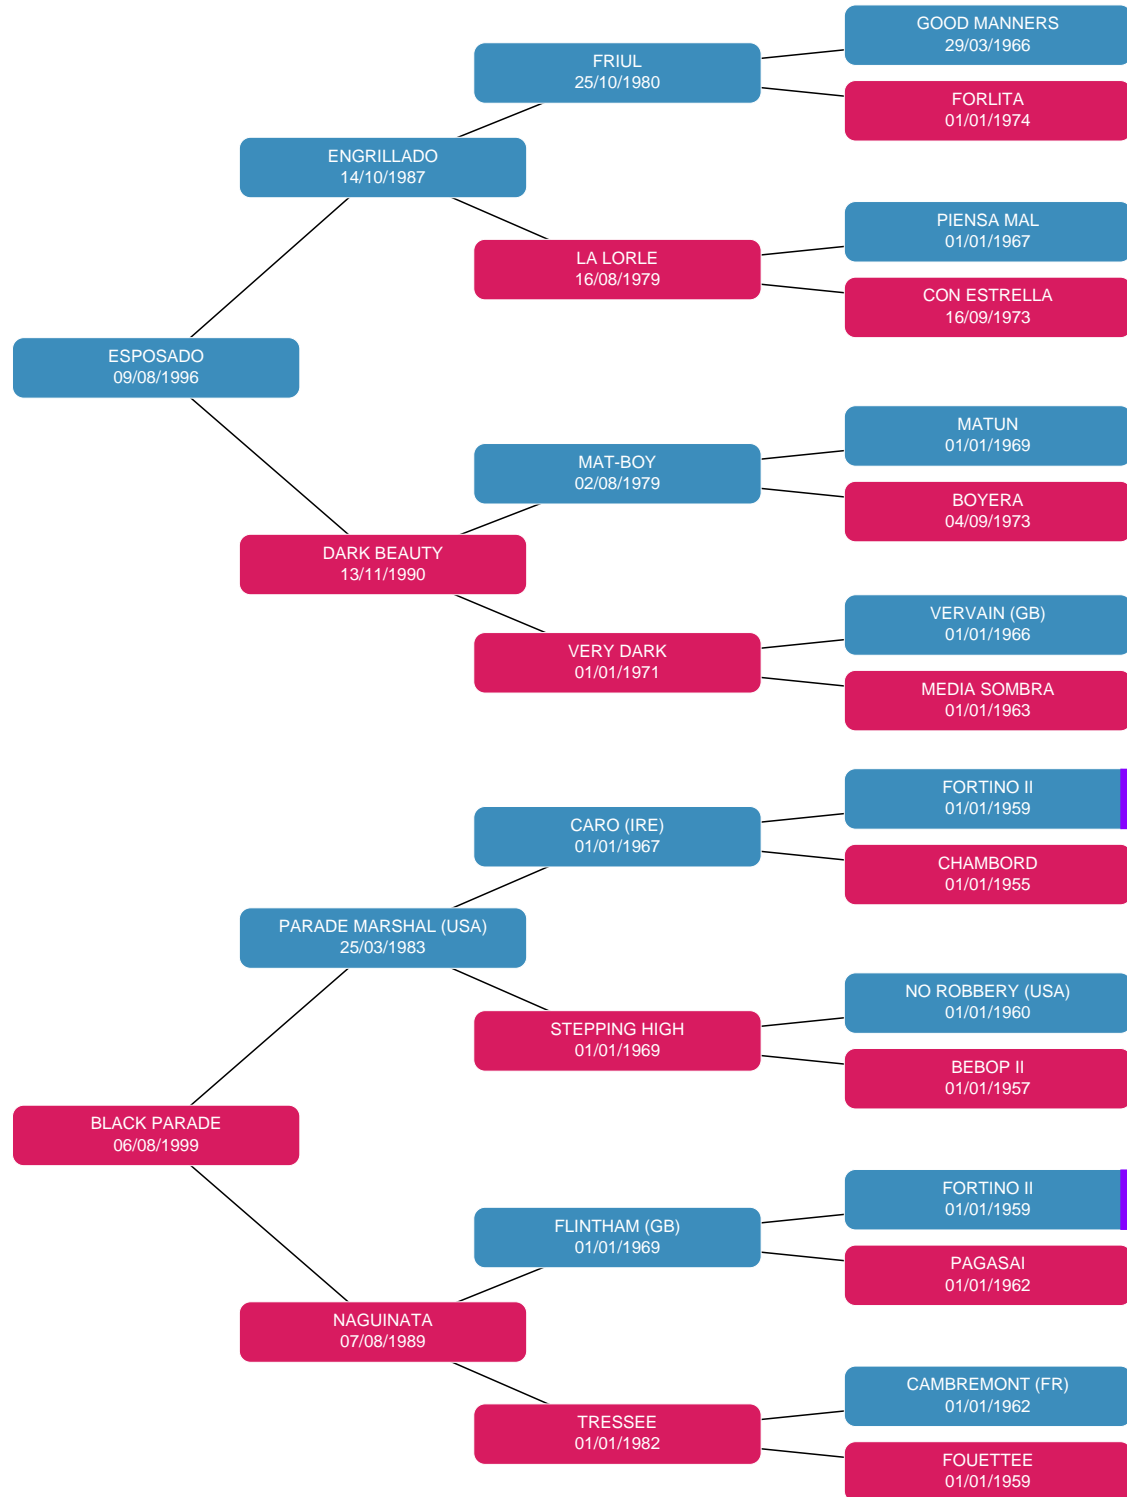 GOOD MANNERS
29/03/1966
FRIUL
25/10/1980
FORLITA
01/01/1974
ENGRILLADO
14/10/1987
PIENSA MAL
01/01/1967
LA LORLE
16/08/1979
CON ESTRELLA
16/09/1973
ESPOSADO
09/08/1996
MATUN
01/01/1969
MAT-BOY
02/08/1979
BOYERA
04/09/1973
DARK BEAUTY
13/11/1990
VERVAIN (GB)
01/01/1966
VERY DARK
01/01/1971
MEDIA SOMBRA
01/01/1963
FORTINO II
01/01/1959
CARO (IRE)
01/01/1967
CHAMBORD
01/01/1955
PARADE MARSHAL (USA)
25/03/1983
NO ROBBERY (USA)
01/01/1960
STEPPING HIGH
01/01/1969
BEBOP II
01/01/1957
BLACK PARADE
06/08/1999
FORTINO II
01/01/1959
FLINTHAM (GB)
01/01/1969
PAGASAI
01/01/1962
NAGUINATA
07/08/1989
CAMBREMONT (FR)
01/01/1962
TRESSEE
01/01/1982
FOUETTEE
01/01/1959